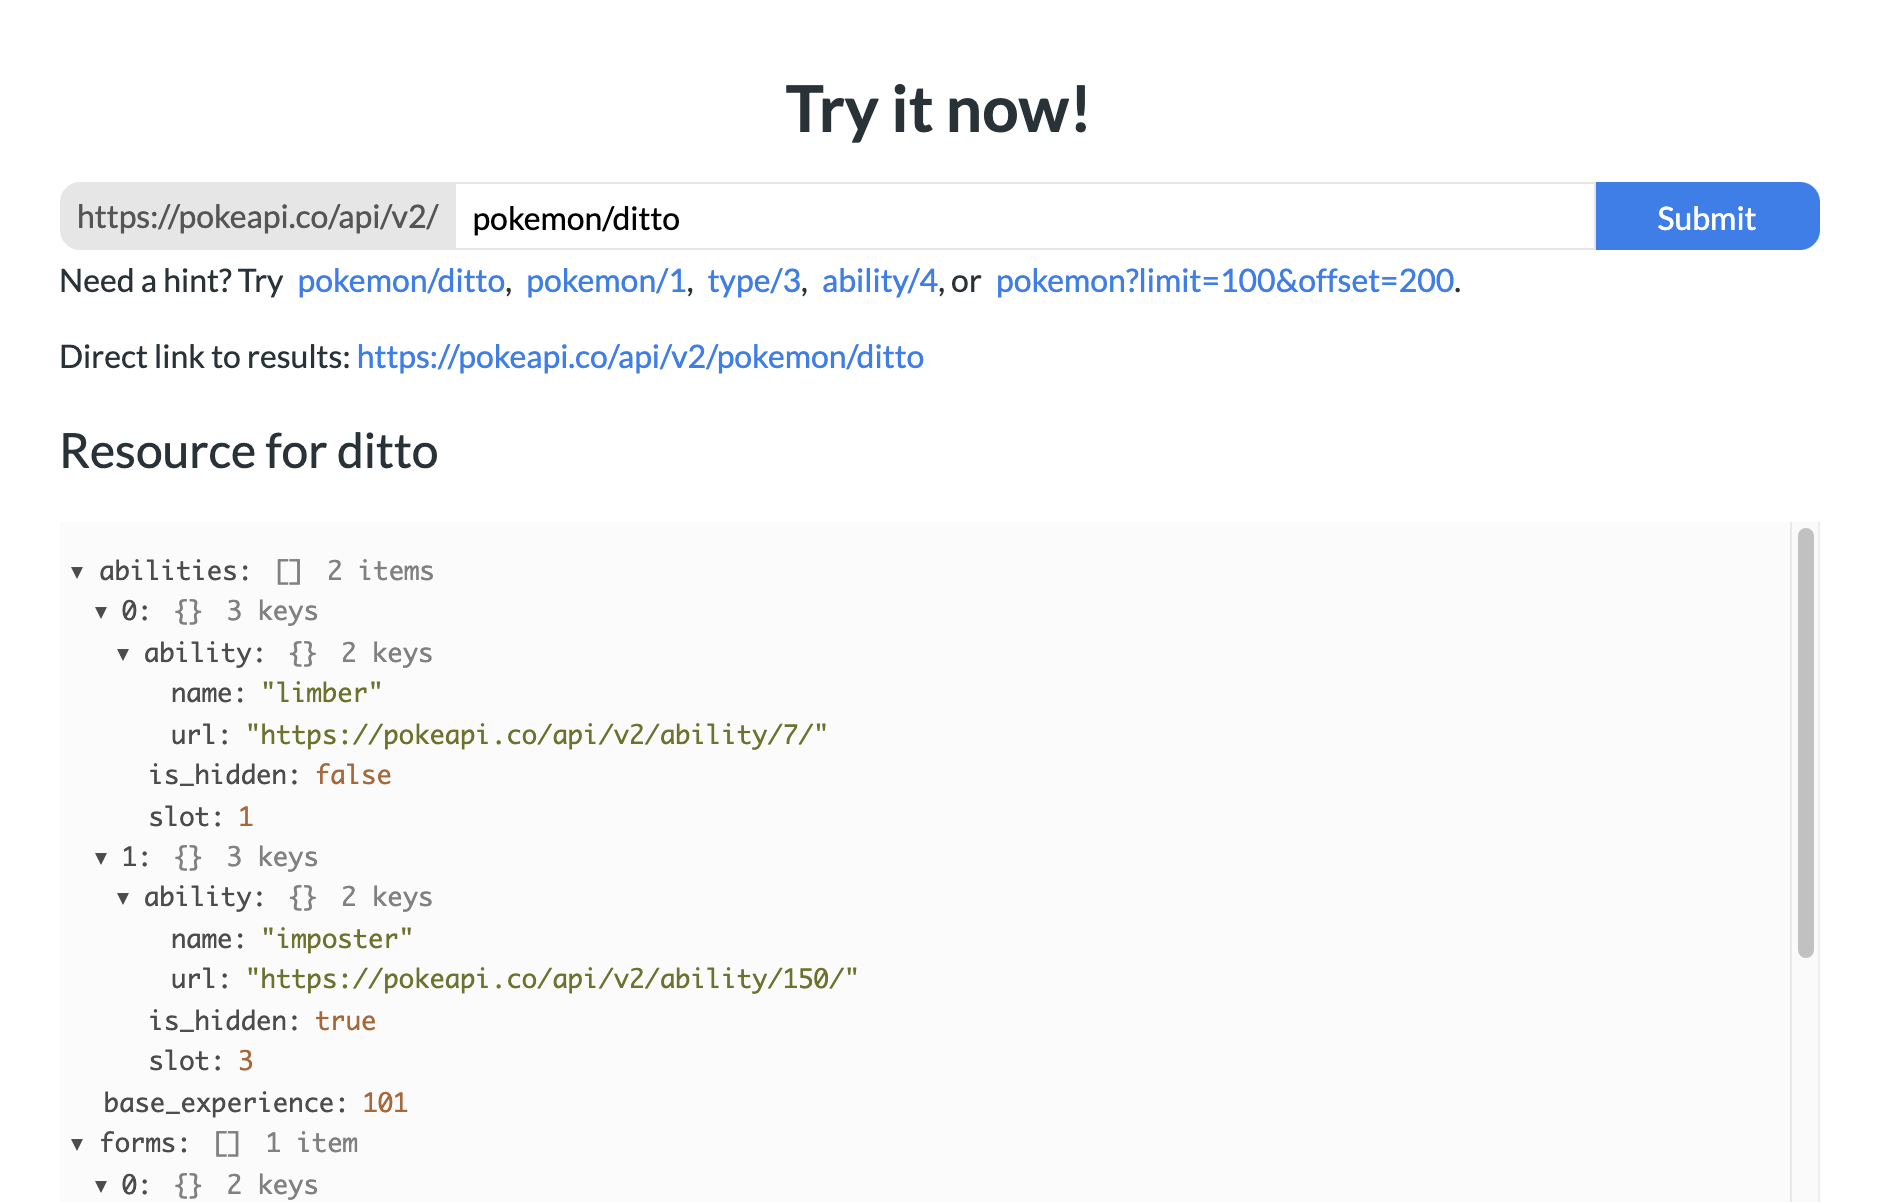 Try it now!
https://pokeapi.co/api/v2/ pokemon/ditto Submit
Need a hint? Try pokemon/ditto, pokemon/1, type/3, ability/4, or pokemon?limit=100&offset=200.
Direct link to results: https://pokeapi.co/api/v2/pokemon/ditto
Resource for ditto
▼ abilities: [] 2 items
▼ 0: {} 3 keys
▼ ability: {} 2 keys
name: "limber"
url: "https://pokeapi.co/api/v2/ability/7/"
is_hidden: false
slot: 1
▼ 1: {} 3 keys
▼ ability: {} 2 keys
name: "imposter"
url: "https://pokeapi.co/api/v2/ability/150/"
is_hidden: true
slot: 3
base_experience: 101
▼ forms: [] 1 item
▼ 0: {} 2 keys